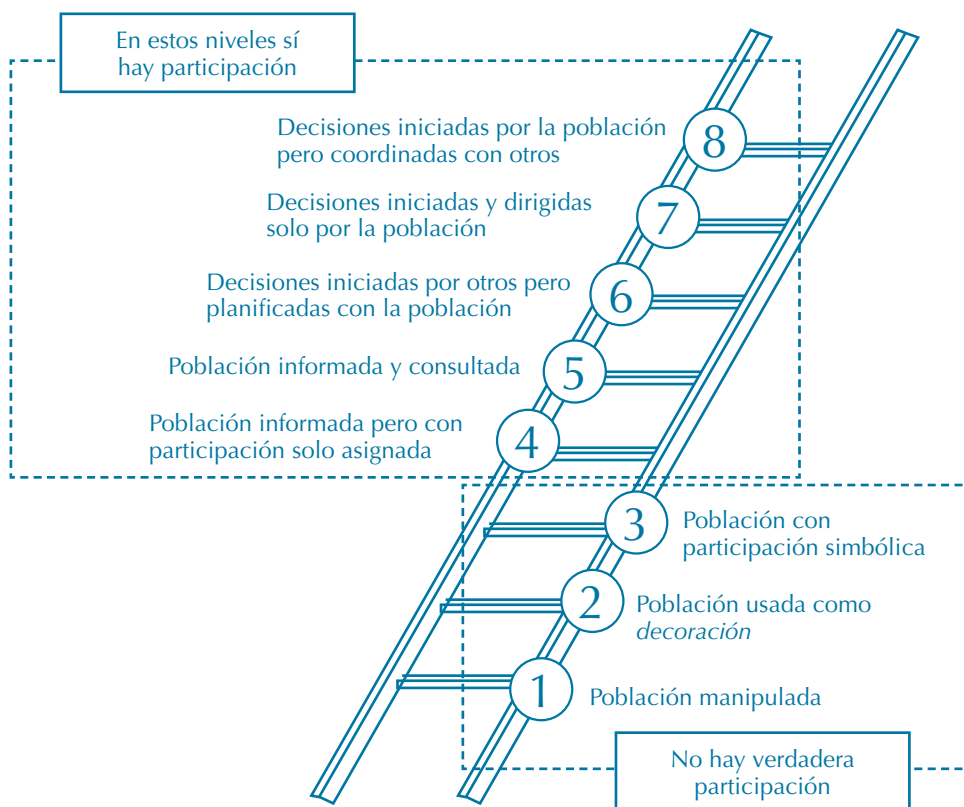 En estos niveles sí
hay participación
8
Decisiones iniciadas por la población
pero coordinadas con otros
7
Decisiones iniciadas y dirigidas
solo por la población
6
Decisiones iniciadas por otros pero
planificadas con la población
5
Población informada y consultada
4
Población informada pero con
participación solo asignada
3
Población con
participación simbólica
2
Población usada como
decoración
1
Población manipulada
No hay verdadera
participación